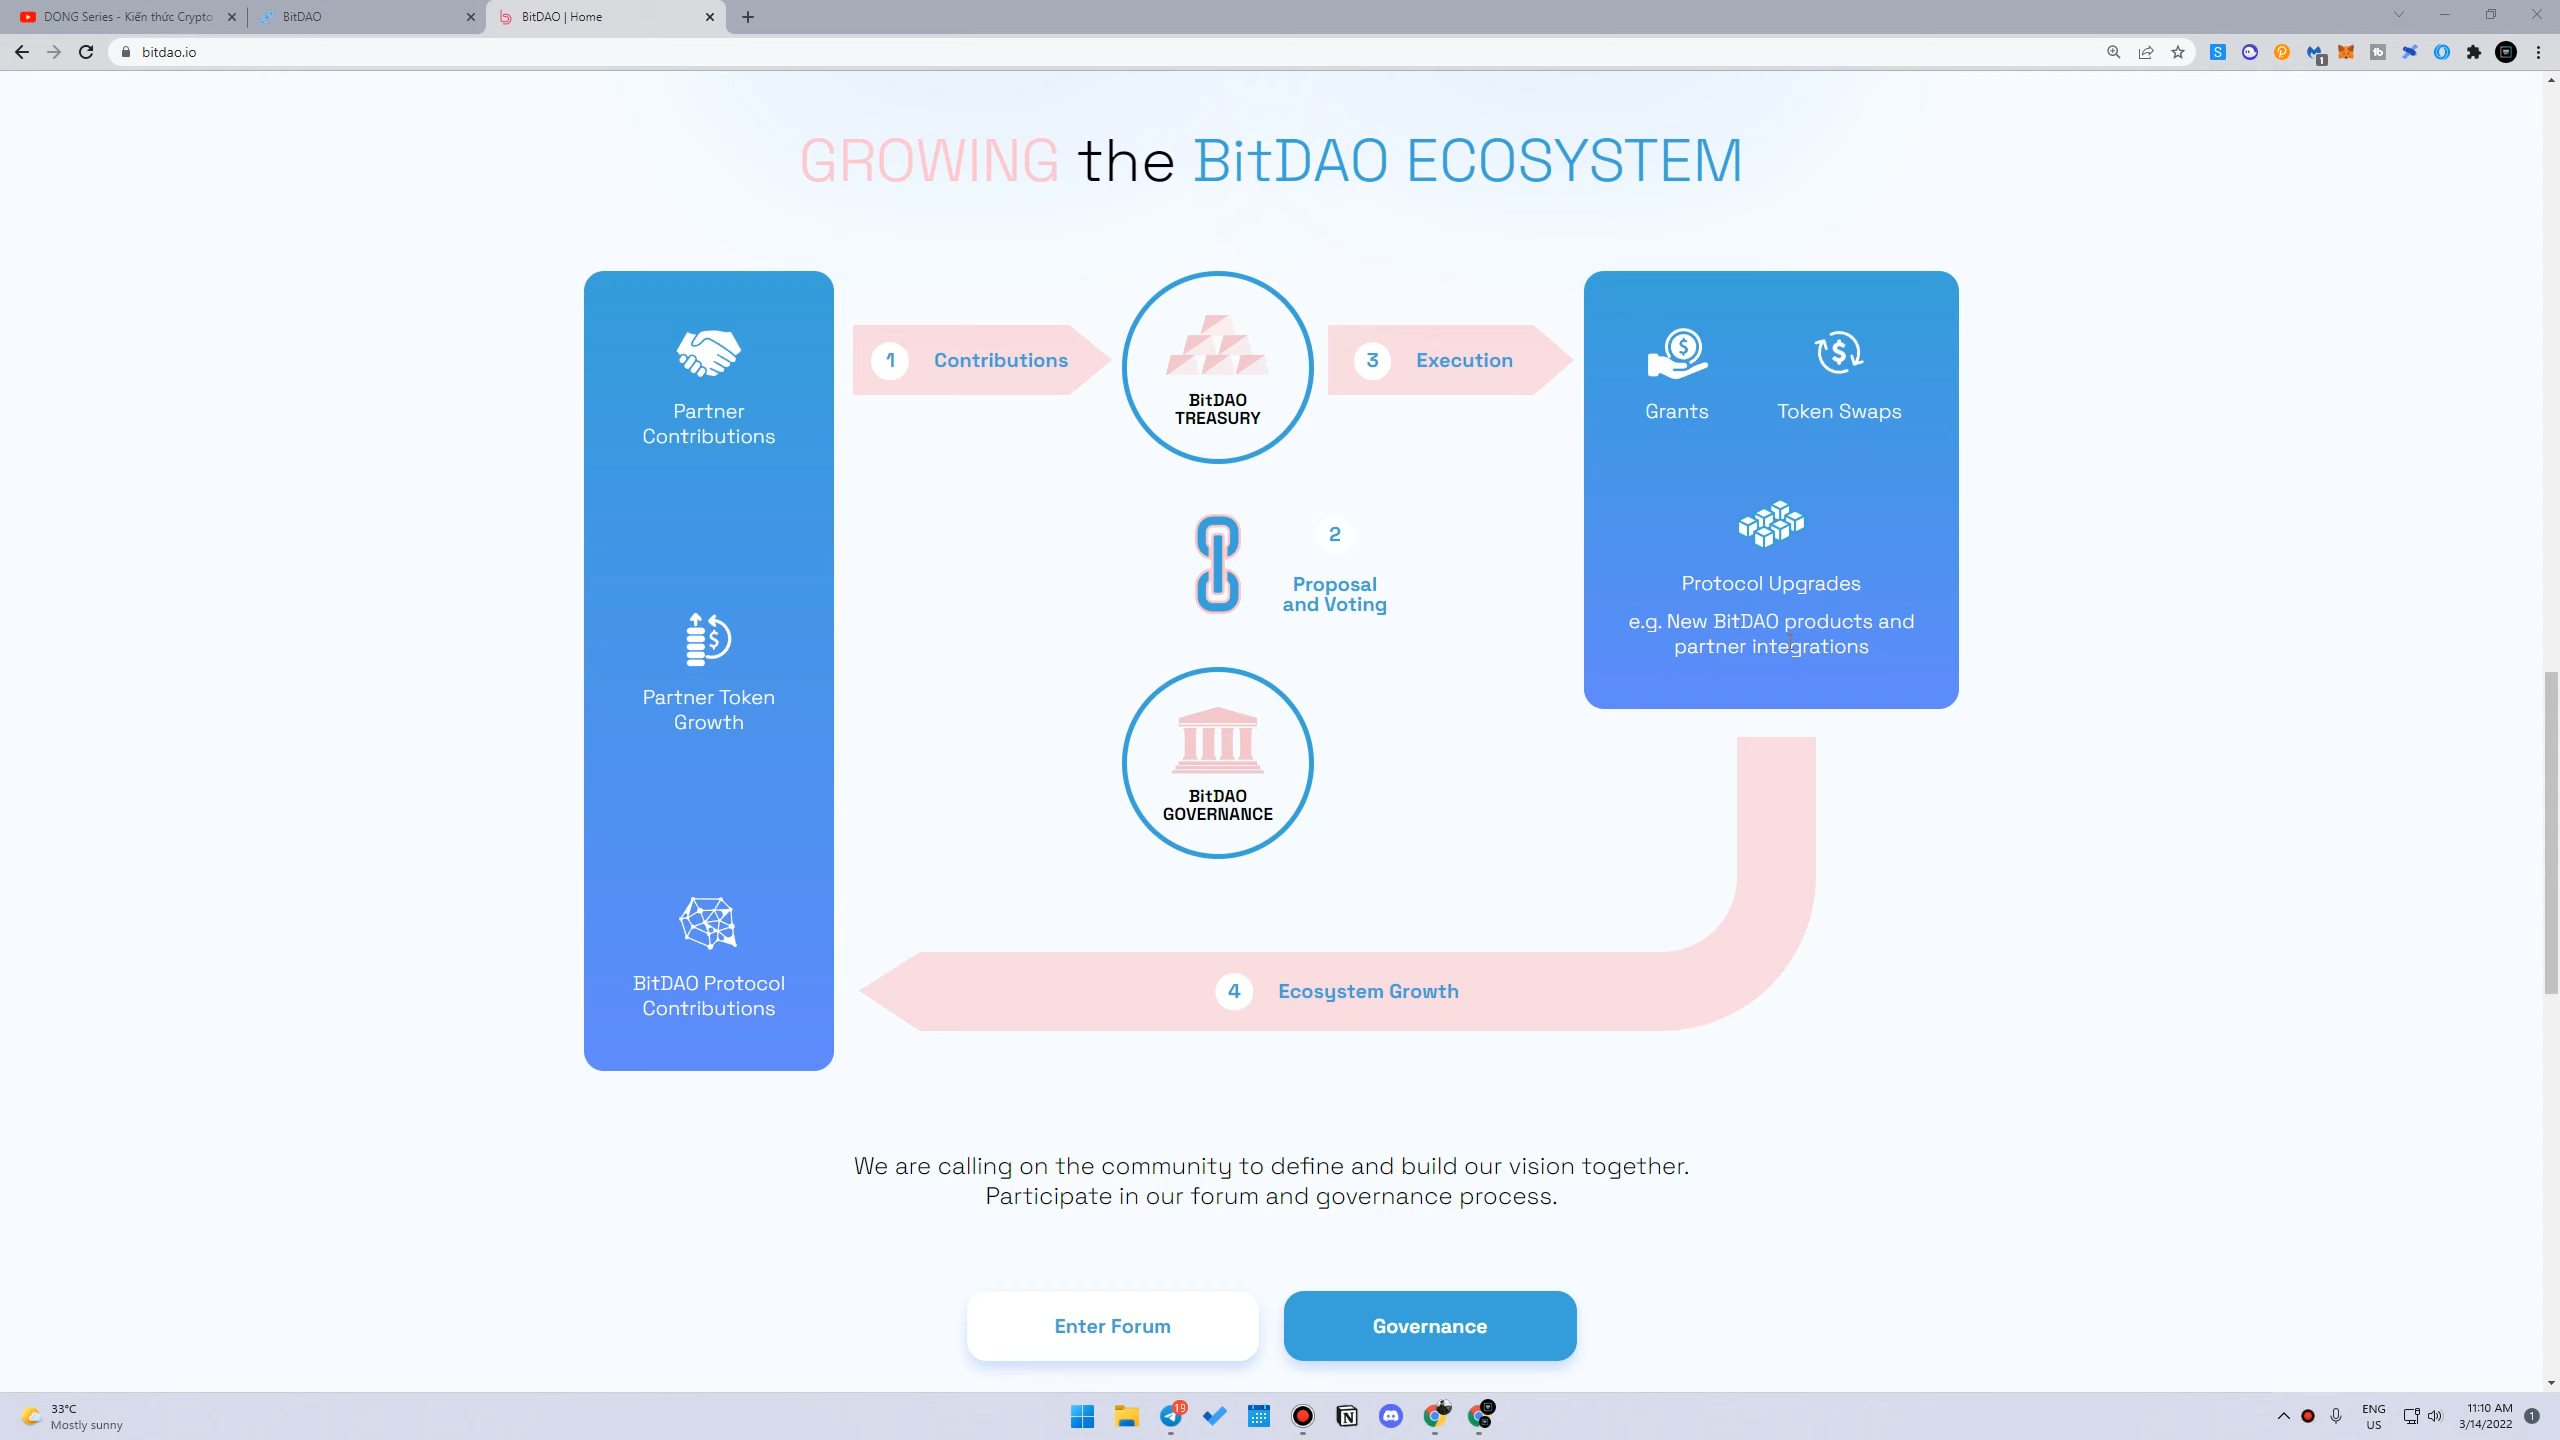 DONG Series - Kiến thức Crypto
BitDAO
BitDAO | Home
bitdao.io
1
GROWING the BitDAO ECOSYSTEM
Partner
Contributions
1 Contributions
BitDAO
TREASURY
3 Execution
Grants
Token Swaps
2
Proposal
and Voting
Protocol Upgrades
e.g. New BitDAO products and
partner integrations
Partner Token
Growth
BitDAO
GOVERNANCE
BitDAO Protocol
Contributions
4 Ecosystem Growth
We are calling on the community to define and build our vision together.
Participate in our forum and governance process.
Enter Forum
Governance
33°C
Mostly sunny
19
ENG
US
11:10 AM
3/14/2022
1